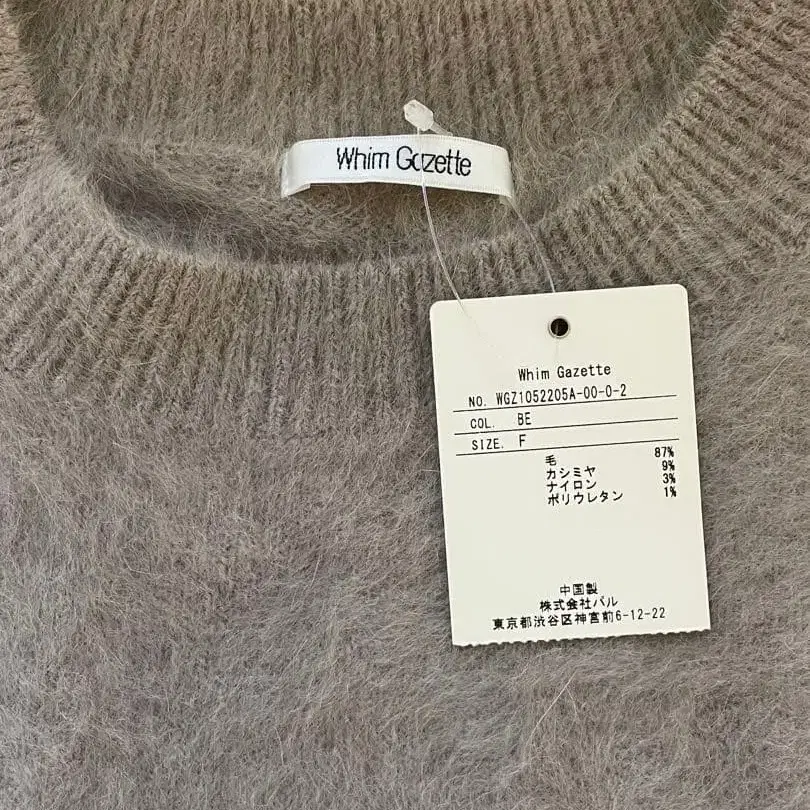 Whim Gazette
Whim Gazette
NO. WGZ1052205A-00-0-2
COL. BE
SIZE. F
毛 87%
カシミヤ 9%
ナイロン 3%
ポリウレタン 1%
中国製
株式会社パル
東京都渋谷区神宮前6-12-22